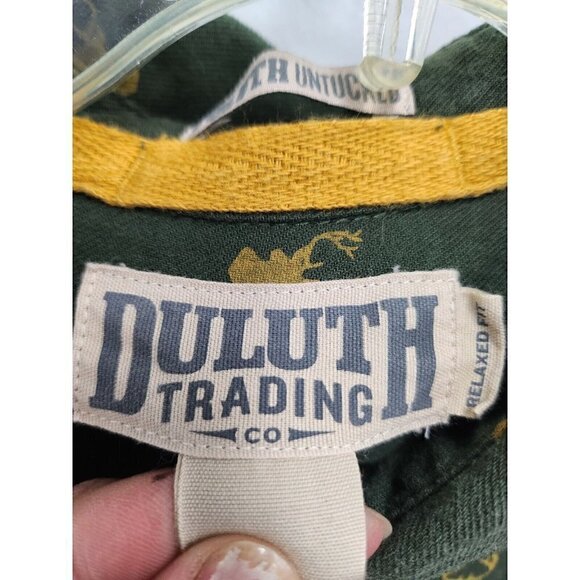 UNTUCKED
DULUTH
TRADING
CO
RELAXED FIT